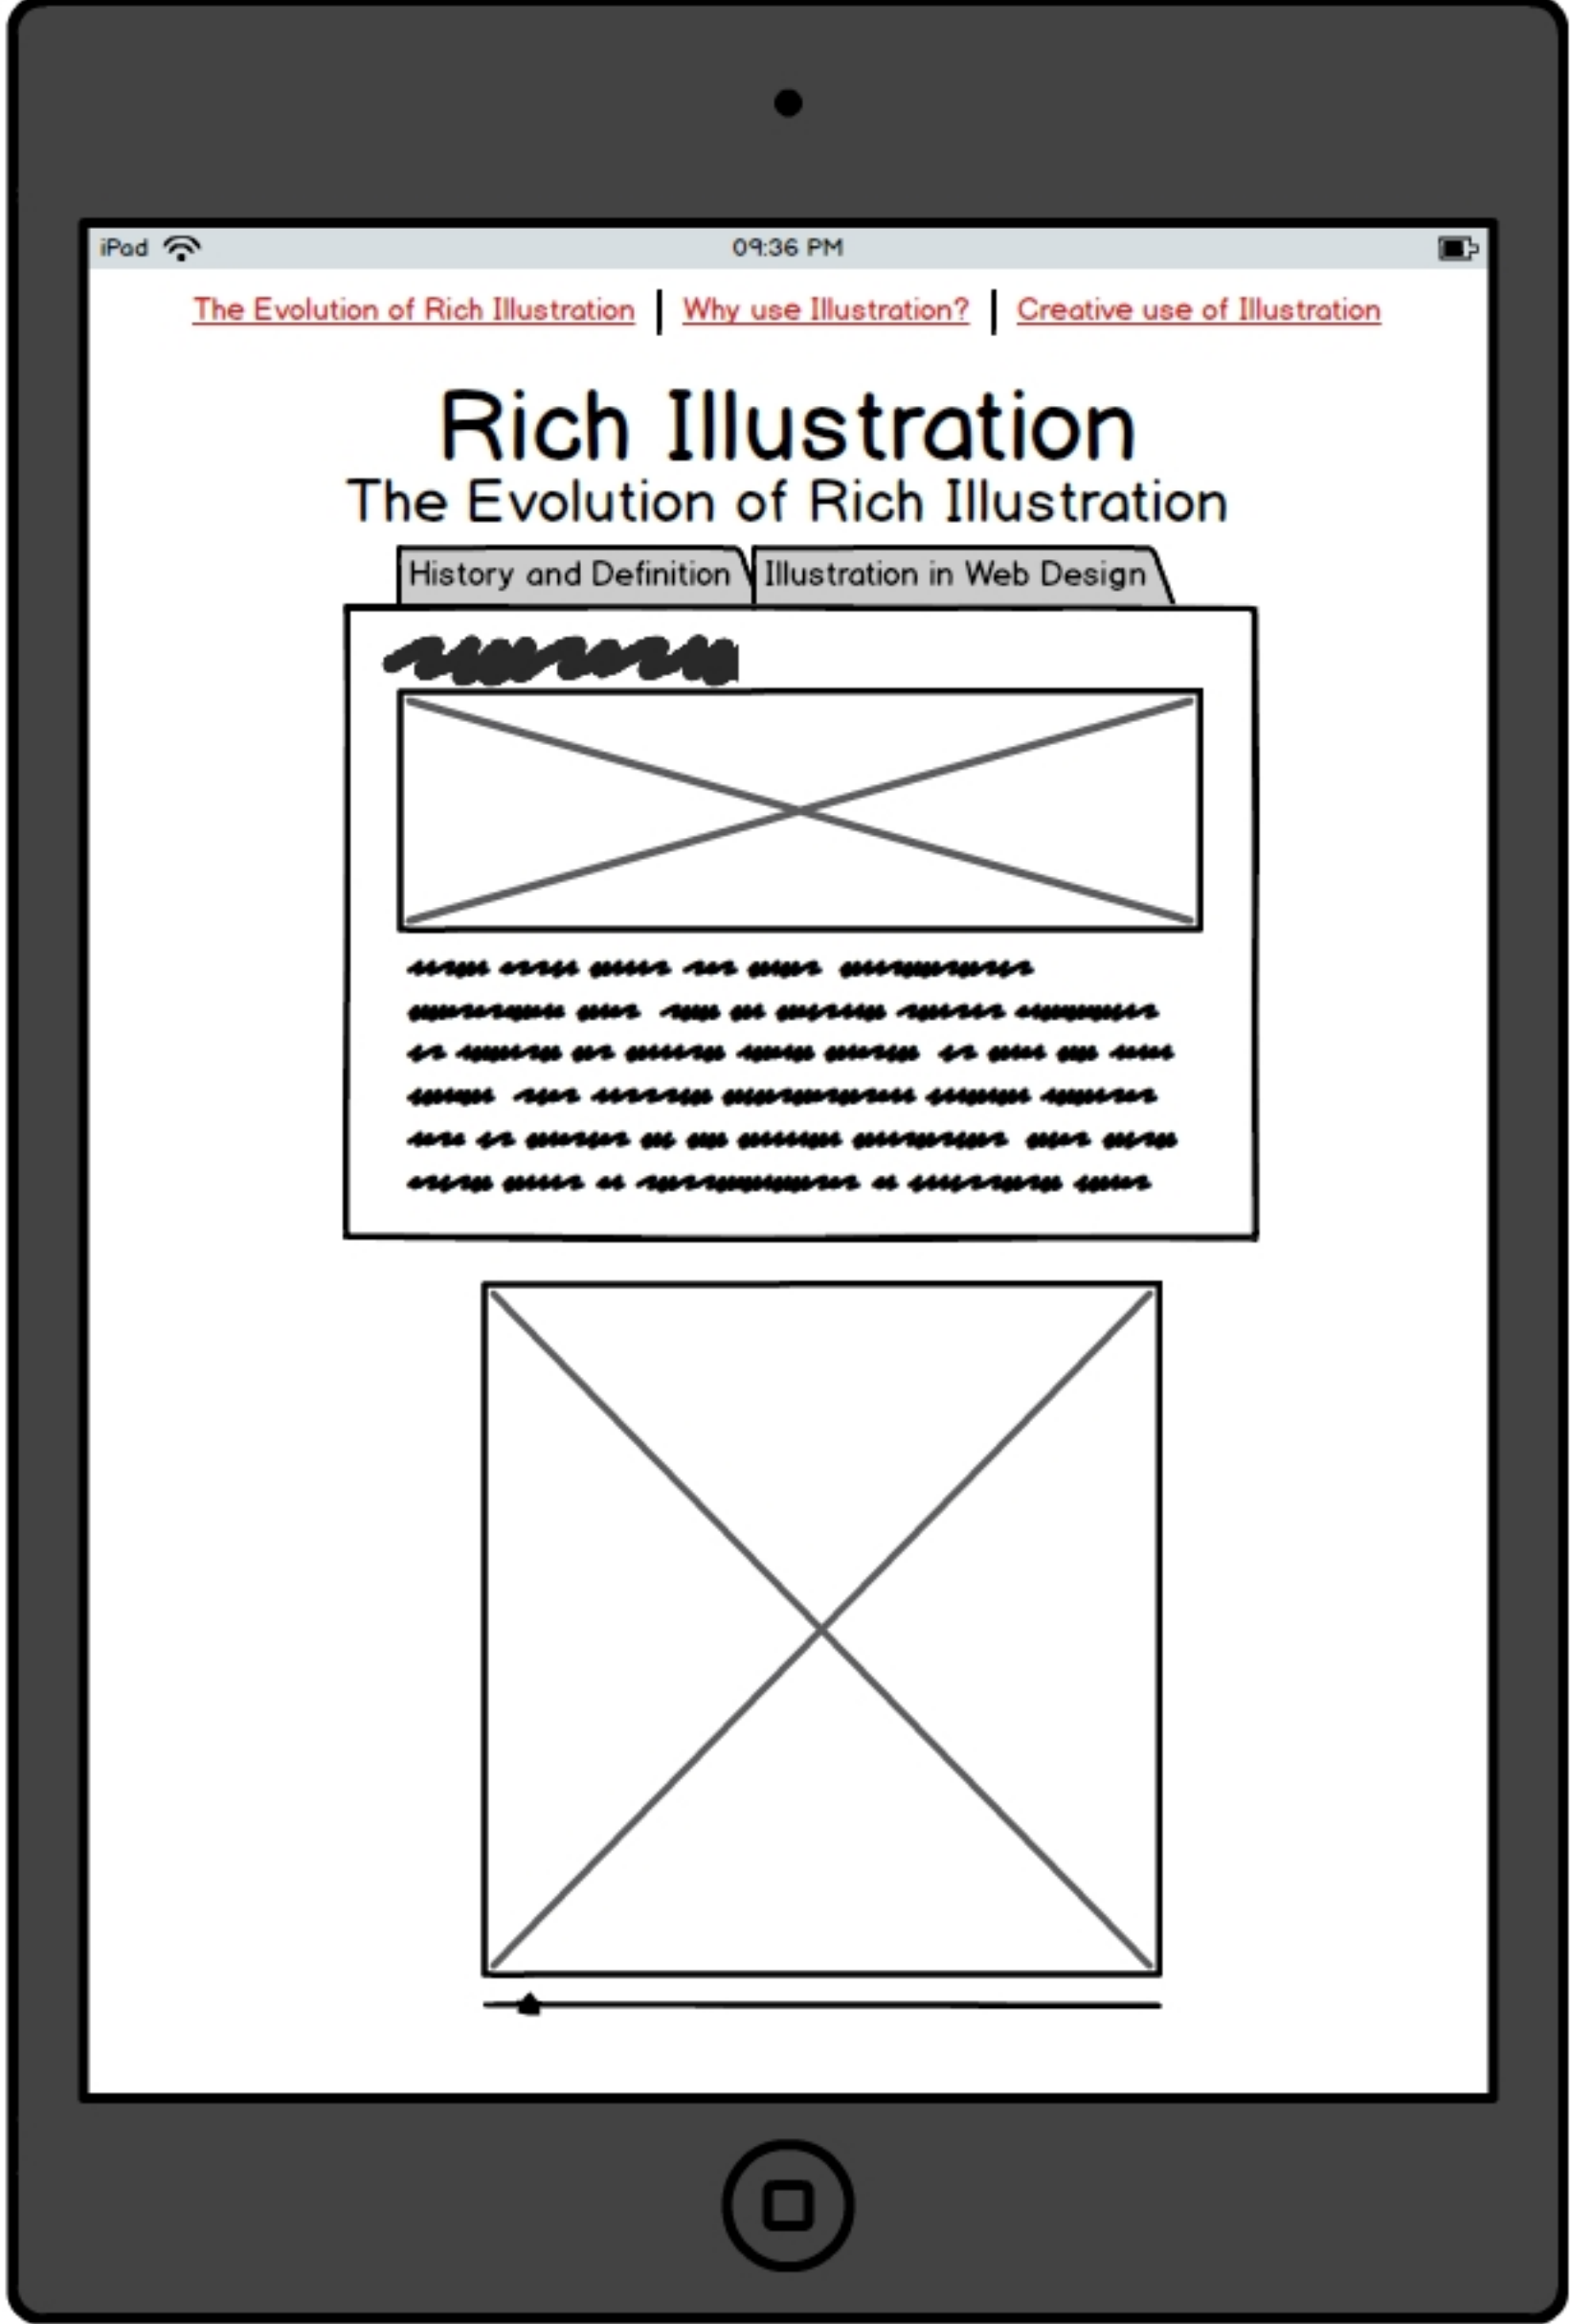 iPad 09:36 PM
The Evolution of Rich Illustration | Why use Illustration? | Creative use of Illustration
Rich Illustration
The Evolution of Rich Illustration
History and Definition Illustration in Web Design